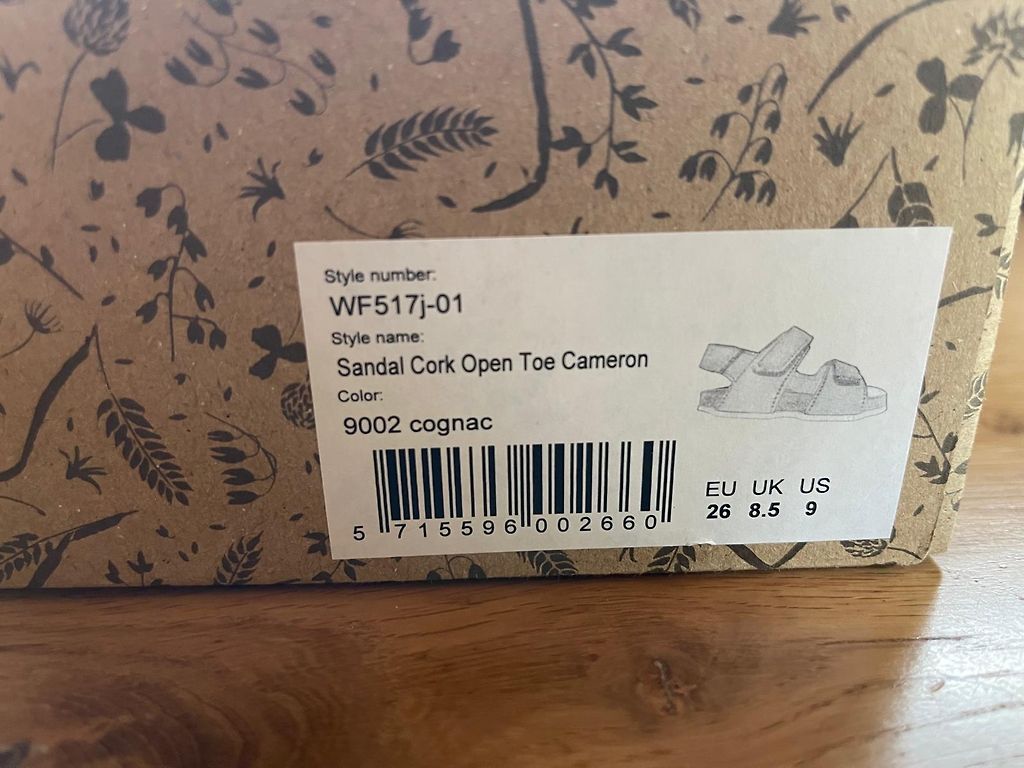 Style number:
WF517j-01
Style name:
Sandal Cork Open Toe Cameron
Color:
9002 cognac
5 715596 002660
EU UK US
26 8.5 9